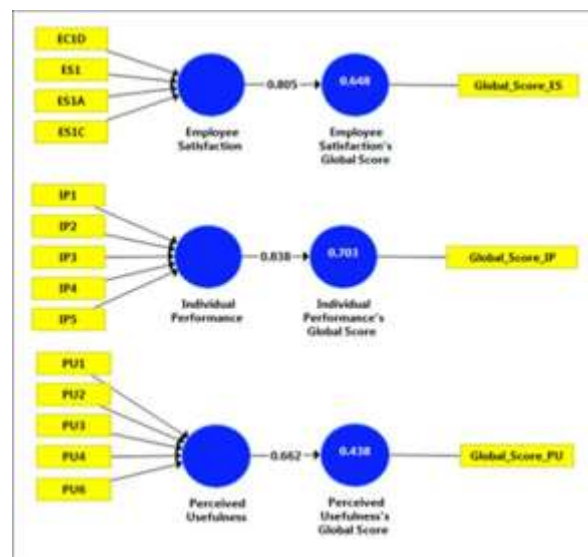 EC1D
ES1
ES1A
ES1C
0.805
0.648
Global_Score_ES
Employee
Satisfaction
Employee
Satisfaction's
Global Score
IP1
IP2
IP3
IP4
IP5
0.838
0.703
Global_Score_IP
Individual
Performance
Individual
Performance's
Global Score
PU1
PU2
PU3
PU4
PU6
0.662
0.438
Global_Score_PU
Perceived
Usefulness
Perceived
Usefulness's
Global Score